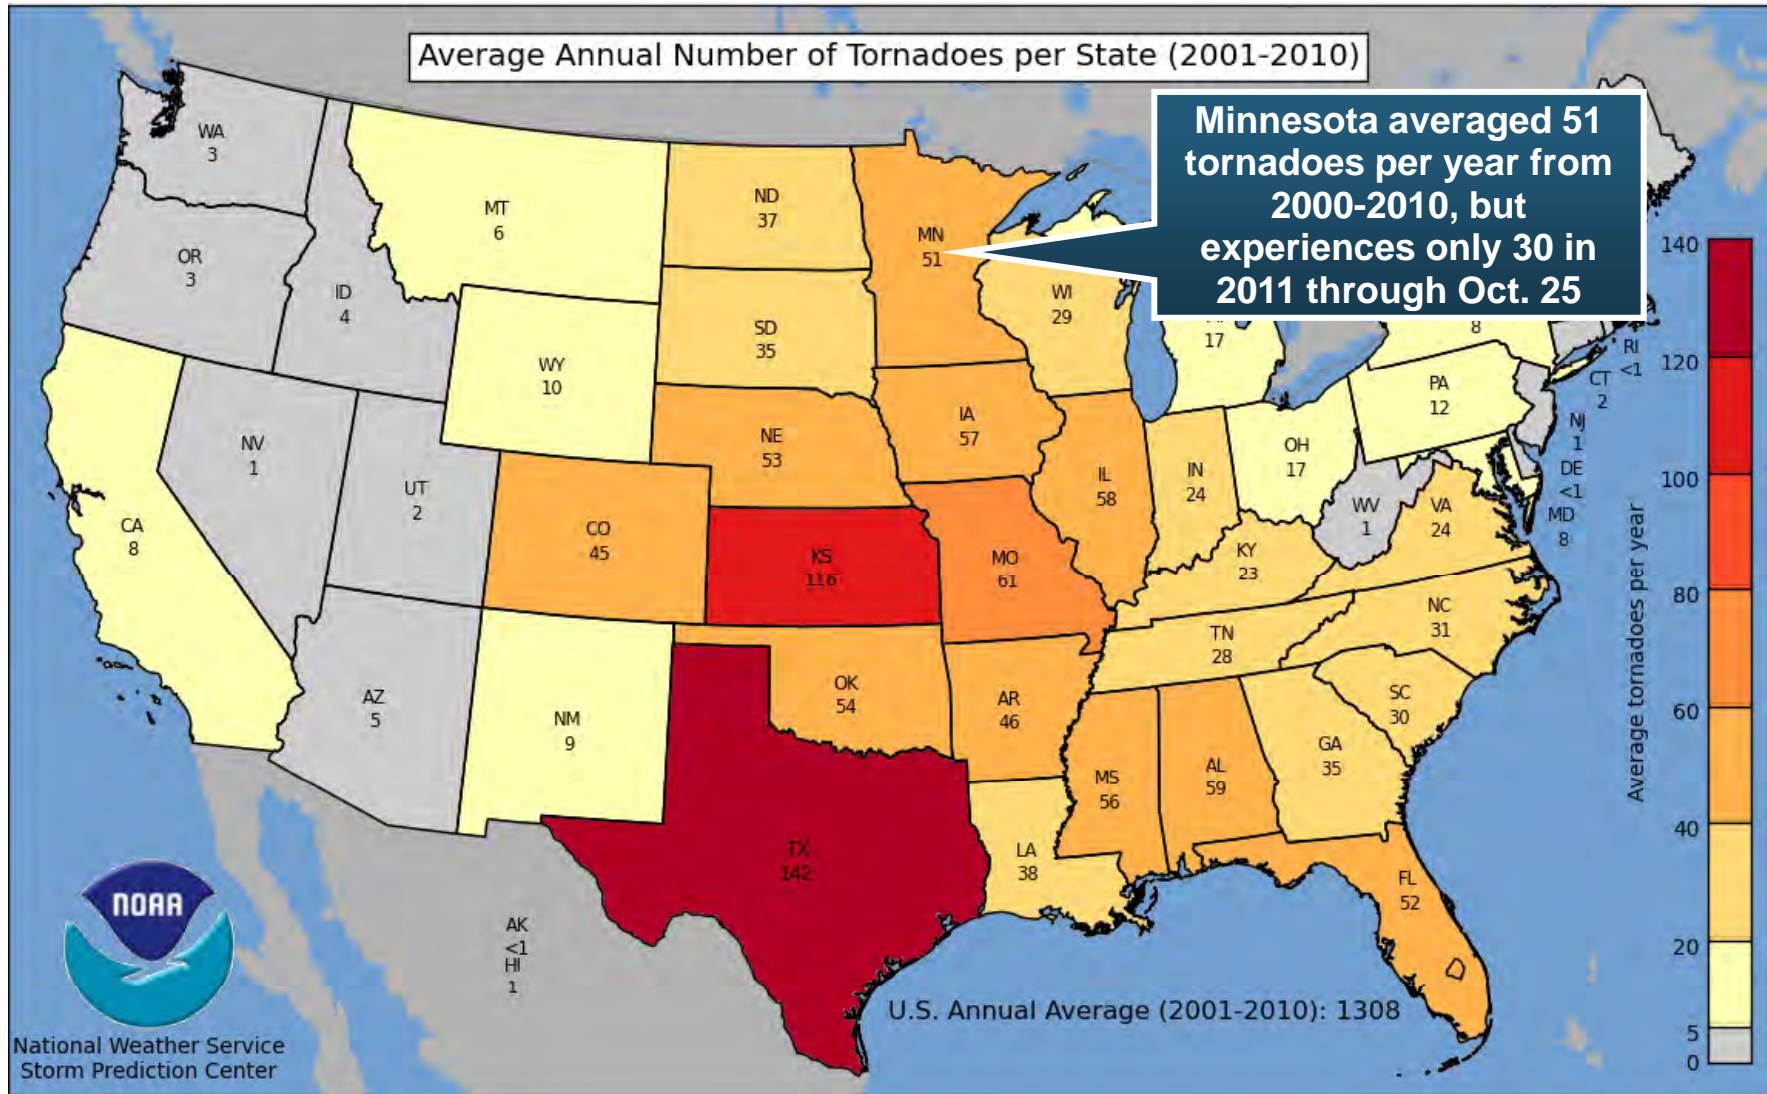 Average Annual Number of Tornadoes per State (2001-2010)
Minnesota averaged 51
tornadoes per year from
2000-2010, but
experiences only 30 in
2011 through Oct. 25
WA
3
OR
3
ID
4
MT
6
ND
37
MN
51
SD
35
WI
29
WY
10
17
8
RI
<1
CT
2
NJ
1
DE
<1
MD
8
PA
12
NV
1
UT
2
CA
8
CO
45
NE
53
IA
57
IL
58
IN
24
OH
17
WV
1
VA
24
KY
23
KS
116
MO
61
TN
28
NC
31
SC
30
AZ
5
NM
9
OK
54
AR
46
MS
56
AL
59
GA
35
TX
142
LA
38
FL
52
AK
<1
HI
1
U.S. Annual Average (2001-2010): 1308
NOAA
National Weather Service
Storm Prediction Center
Average tornadoes per year
140
120
100
80
60
40
20
5
0